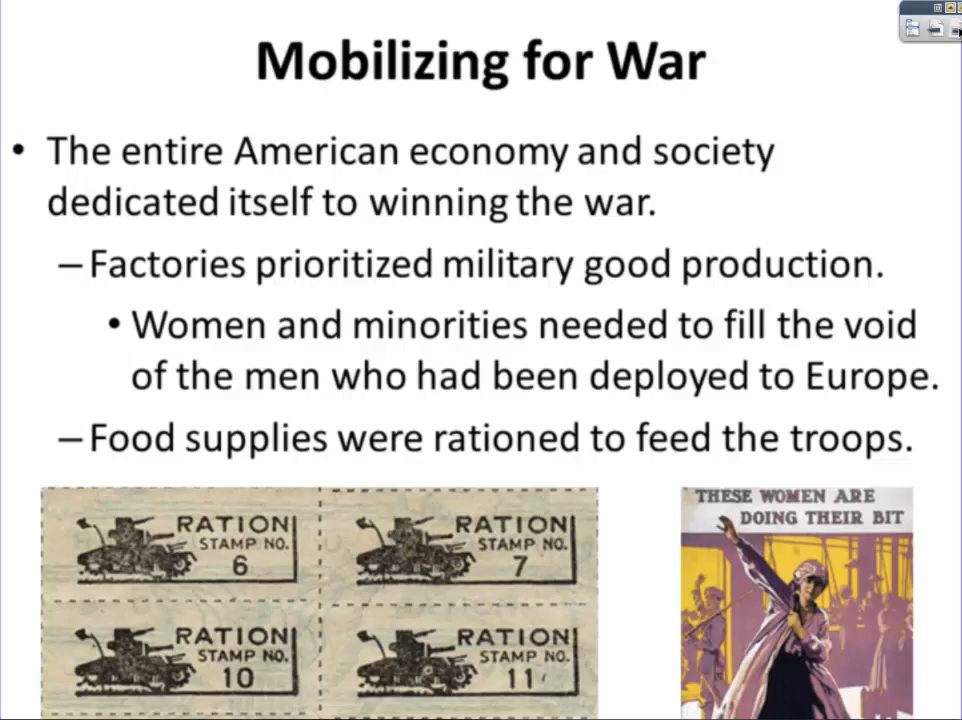 Mobilizing for War
• The entire American economy and society
dedicated itself to winning the war.
– Factories prioritized military good production.
• Women and minorities needed to fill the void
of the men who had been deployed to Europe.
– Food supplies were rationed to feed the troops.
RATION
STAMP NO.
6
RATION
STAMP NO.
7
RATION
STAMP NO.
10
RATION
STAMP NO.
11
THESE WOMEN ARE
DOING THEIR BIT